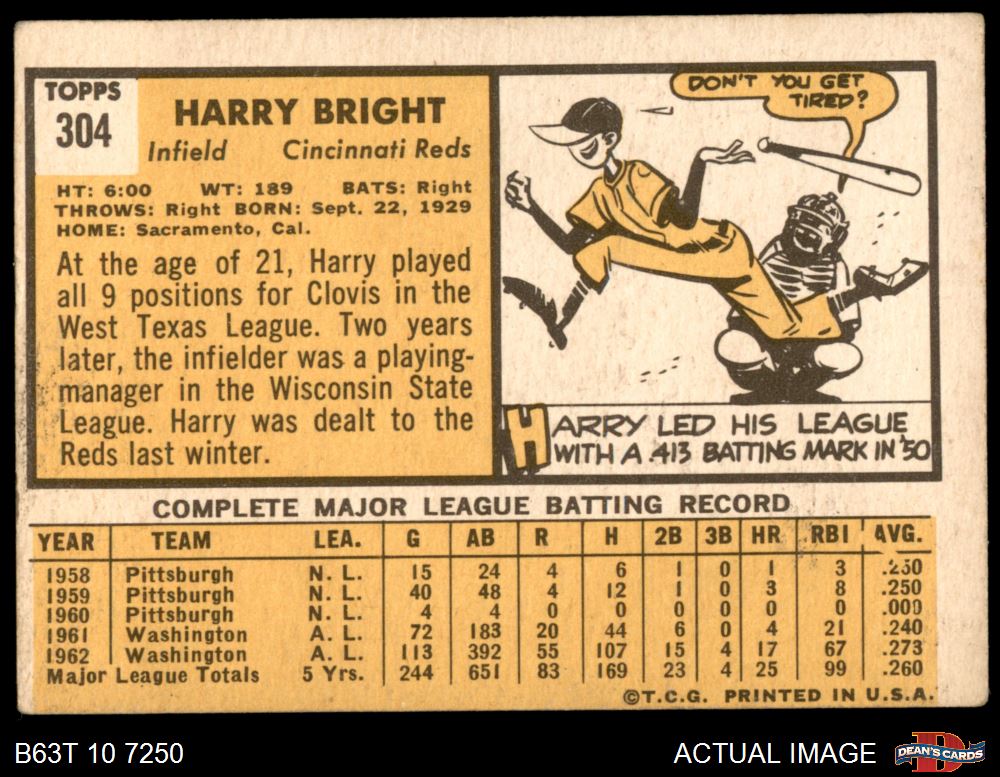 TOPPS
304
HARRY BRIGHT
Infield Cincinnati Reds
HT: 6:00 WT: 189 BATS: Right
THROWS: Right BORN: Sept. 22, 1929
HOME: Sacramento, Cal.
At the age of 21, Harry played
all 9 positions for Clovis in the
West Texas League. Two years
later, the infielder was a playing-
manager in the Wisconsin State
League. Harry was dealt to the
Reds last winter.
DON'T YOU GET
TIRED?
HARRY LED HIS LEAGUE
WITH A .413 BATTING MARK IN '50
COMPLETE MAJOR LEAGUE BATTING RECORD
YEAR TEAM LEA. G AB R H 2B 3B HR RBI AVG.
1958 Pittsburgh N. L. 15 24 4 6 1 0 1 3 .250
1959 Pittsburgh N. L. 40 48 4 12 1 0 3 8 .250
1960 Pittsburgh N. L. 4 4 0 0 0 0 0 0 .000
1961 Washington A. L. 72 183 20 44 6 0 4 21 .240
1962 Washington A. L. 113 392 55 107 15 4 17 67 .273
Major League Totals 5 Yrs. 244 651 83 169 23 4 25 99 .260
©T.C.G. PRINTED IN U.S.A.
B63T 10 7250
ACTUAL IMAGE
DEAN'S CARDS